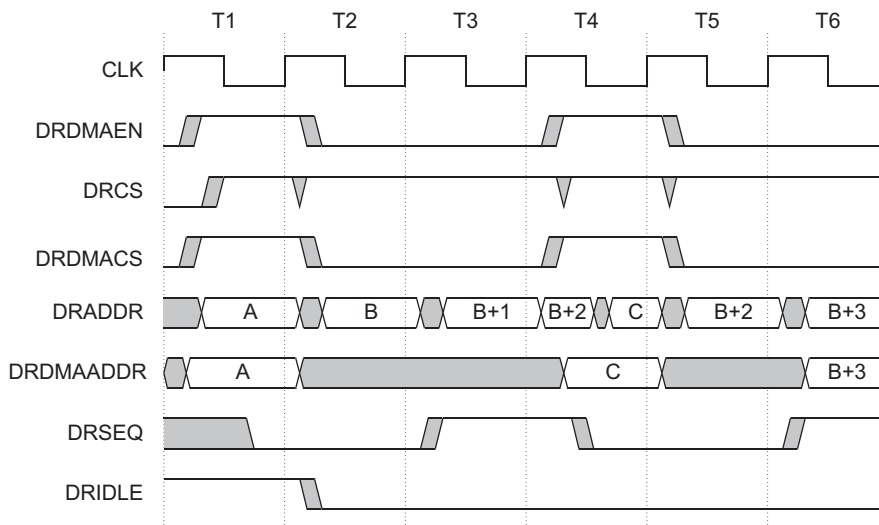 T1 T2 T3 T4 T5 T6
CLK
DRDMAEN
DRCS
DRDMACS
DRADDR A B B+1 B+2 C B+2 B+3
DRDMAADDR A C B+3
DRSEQ
DRIDLE